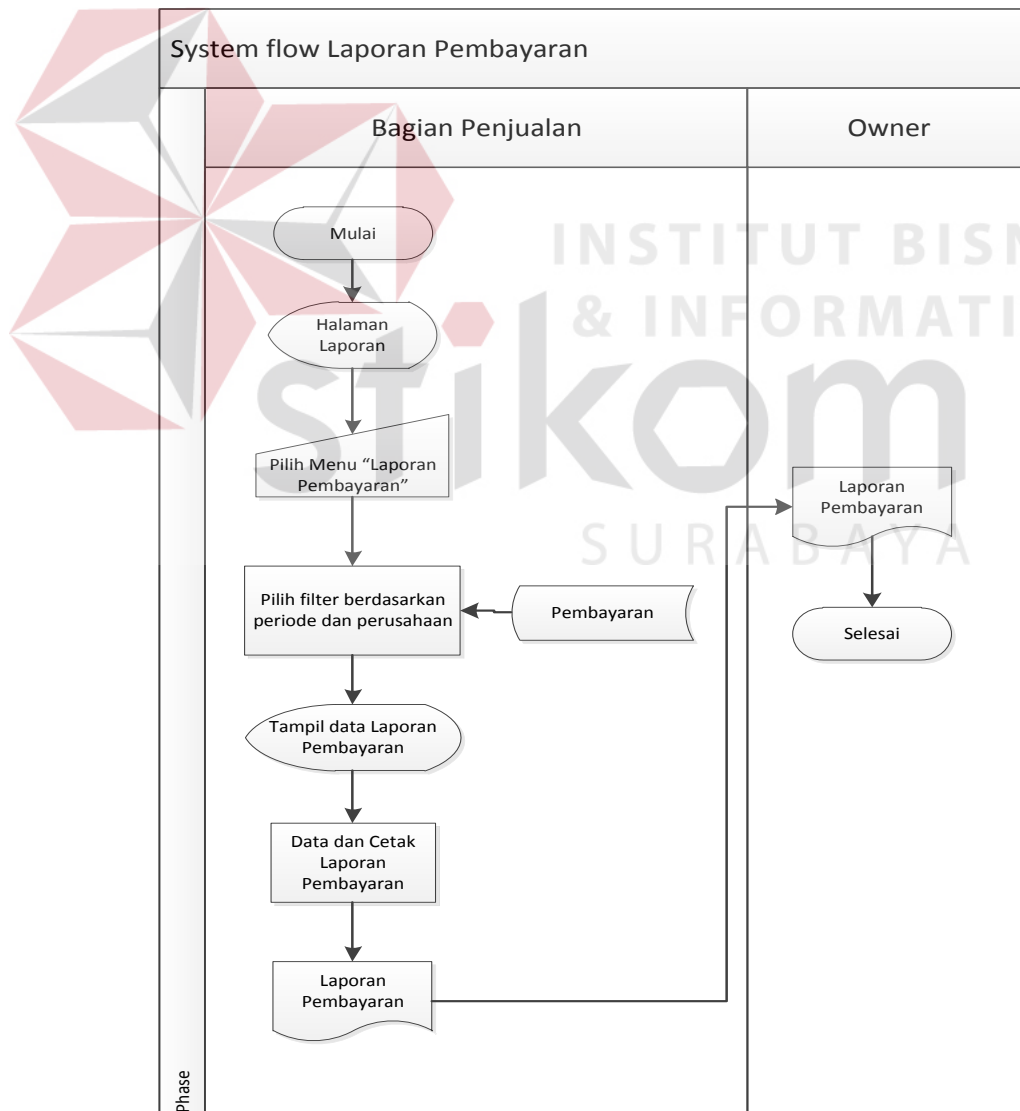 System flow Laporan Pembayaran
Bagian Penjualan
Owner
Mulai
INSTITUT BISN
& INFORMATI
Halaman
Laporan
stikom
SURABAYA
Pilih Menu “Laporan
Pembayaran”
Laporan
Pembayaran
Pilih filter berdasarkan
periode dan perusahaan
Pembayaran
Selesai
Tampil data Laporan
Pembayaran
Data dan Cetak
Laporan
Pembayaran
Laporan
Pembayaran
Phase